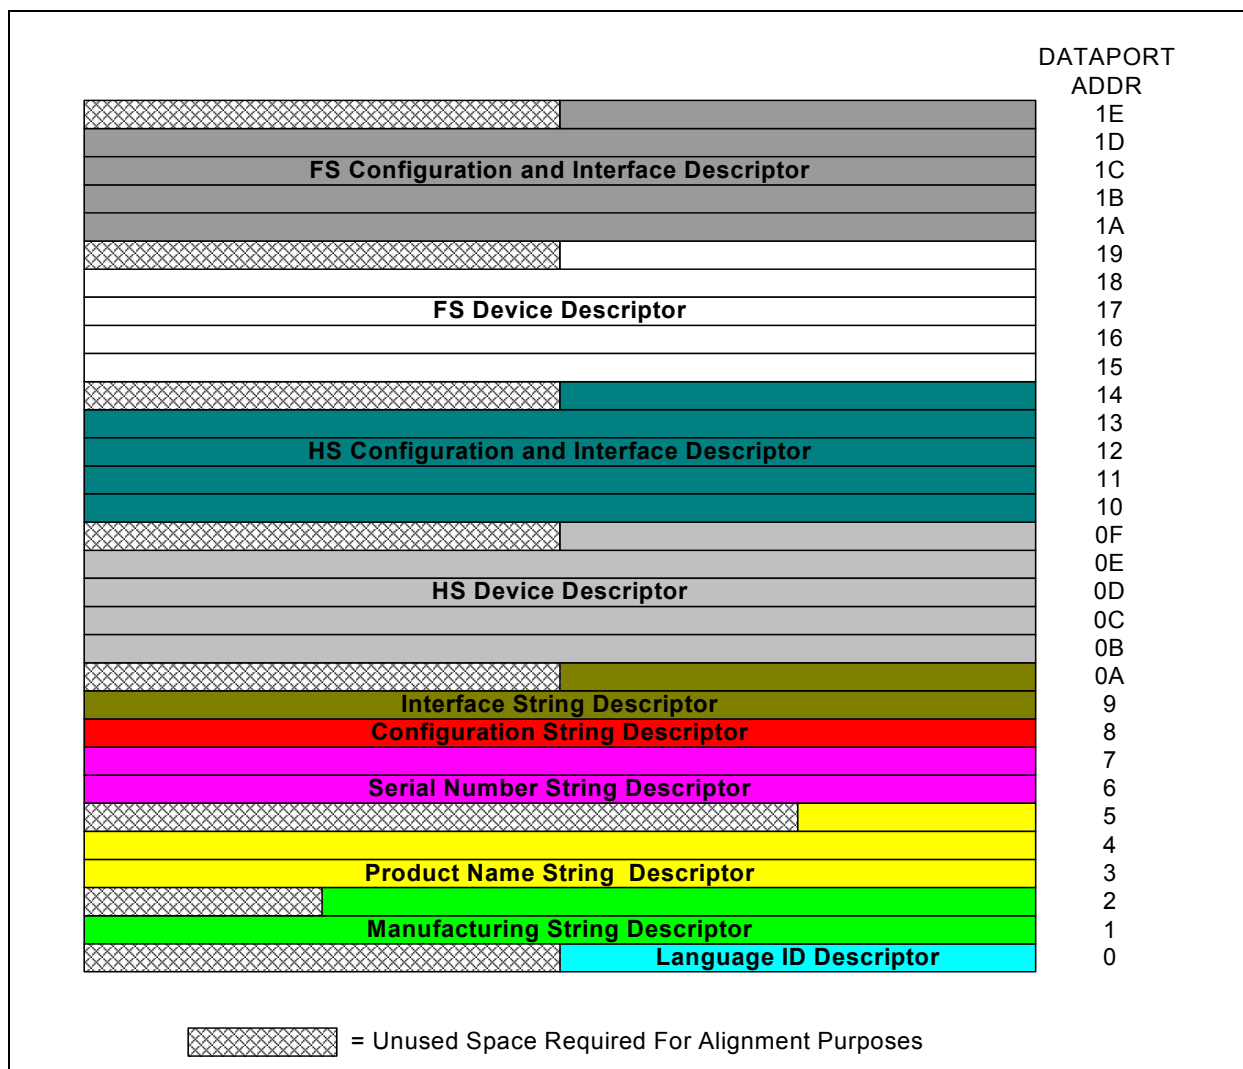 DATAPORT
ADDR
1E
1D
FS Configuration and Interface Descriptor 1C
1B
1A
19
18
FS Device Descriptor 17
16
15
14
13
HS Configuration and Interface Descriptor 12
11
10
0F
0E
HS Device Descriptor 0D
0C
0B
0A
Interface String Descriptor 9
Configuration String Descriptor 8
7
Serial Number String Descriptor 6
5
4
Product Name String Descriptor 3
2
Manufacturing String Descriptor 1
Language ID Descriptor 0
= Unused Space Required For Alignment Purposes